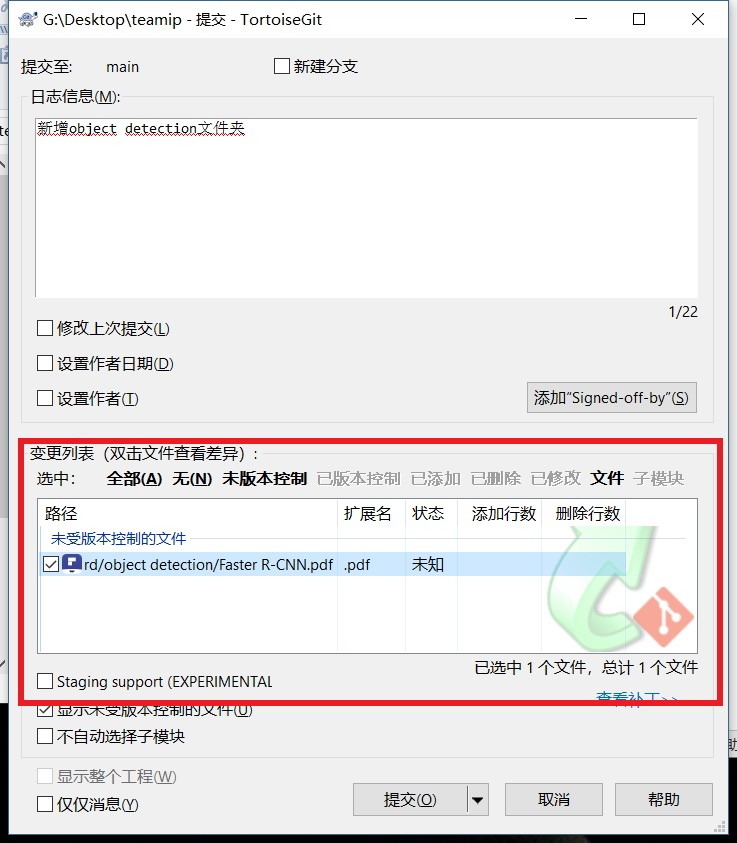 G:\Desktop\teamip - 提交 - TortoiseGit
提交至: main 新建分支
日志信息(M):
新增object detection文件夹
1/22
修改上次提交(L)
设置作者日期(D)
设置作者(T)
添加“Signed-off-by”(S)
变更列表（双击文件查看差异）:
选中: 全部(A) 无(N) 未版本控制 已版本控制 已添加 已删除 已修改 文件 子模块
路径 扩展名 状态 添加行数 删除行数
未受版本控制的文件
rd/object detection/Faster R-CNN.pdf .pdf 未知
已选中 1 个文件，总计 1 个文件
Staging support (EXPERIMENTAL
查看补丁>>
显示未受版本控制的文件(U)
不自动选择子模块
显示整个工程(W)
仅仅消息(Y)
提交(O) 取消 帮助